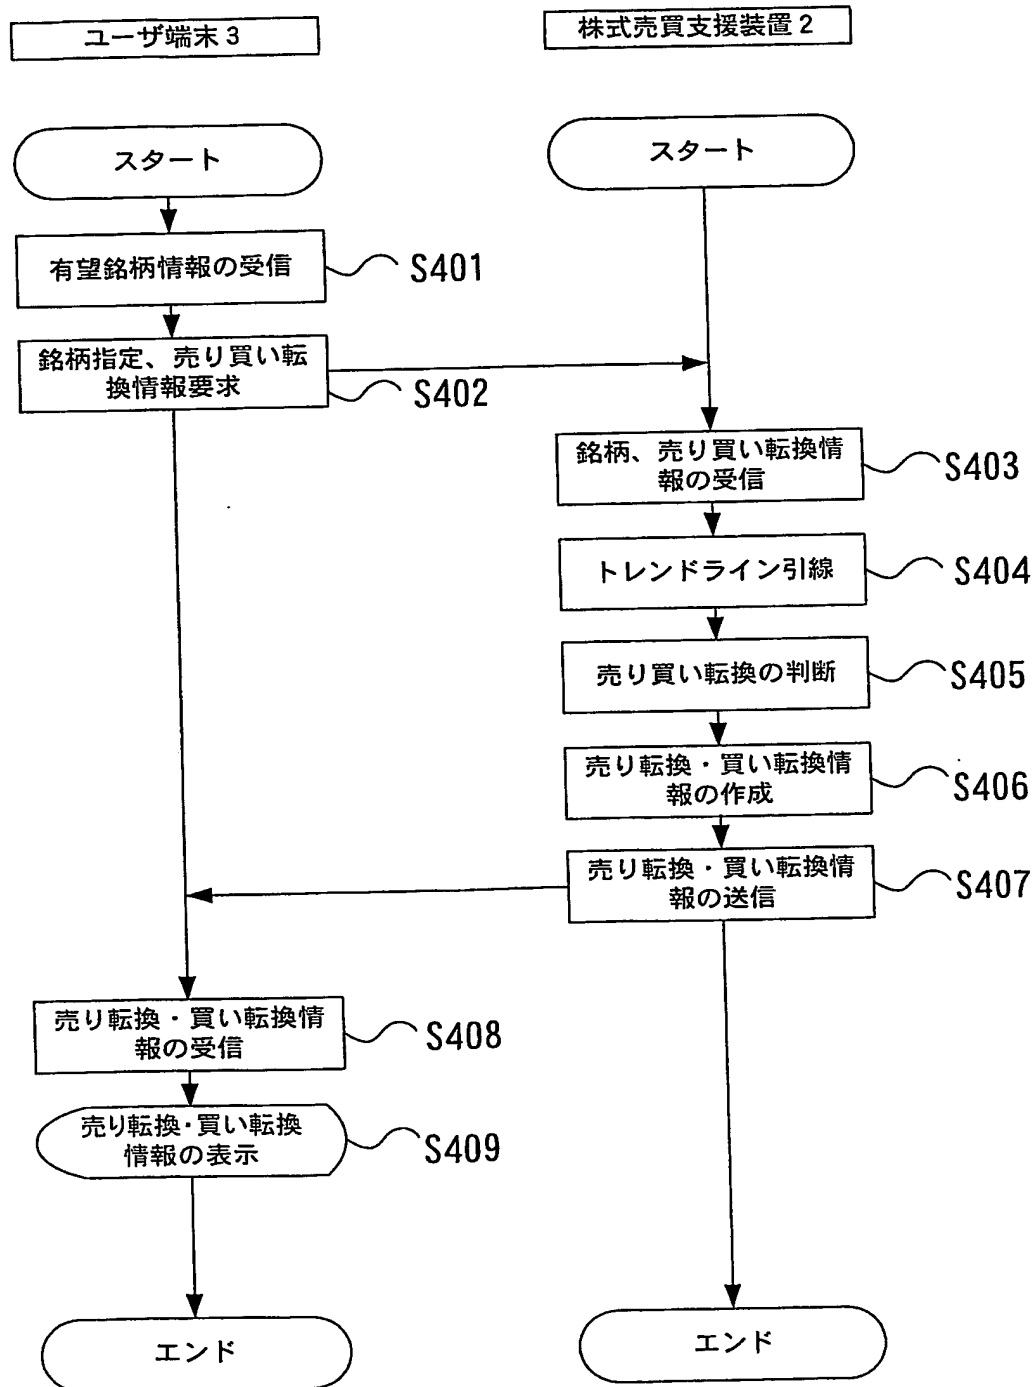 ユーザ端末3
株式売買支援装置2
スタート
スタート
有望銘柄情報の受信
S401
銘柄指定、売り買い転
換情報要求
S402
銘柄、売り買い転換情
報の受信
S403
トレンドライン引線
S404
売り買い転換の判断
S405
売り転換・買い転換情
報の作成
S406
売り転換・買い転換情
報の送信
S407
売り転換・買い転換情
報の受信
S408
売り転換・買い転換
情報の表示
S409
エンド
エンド